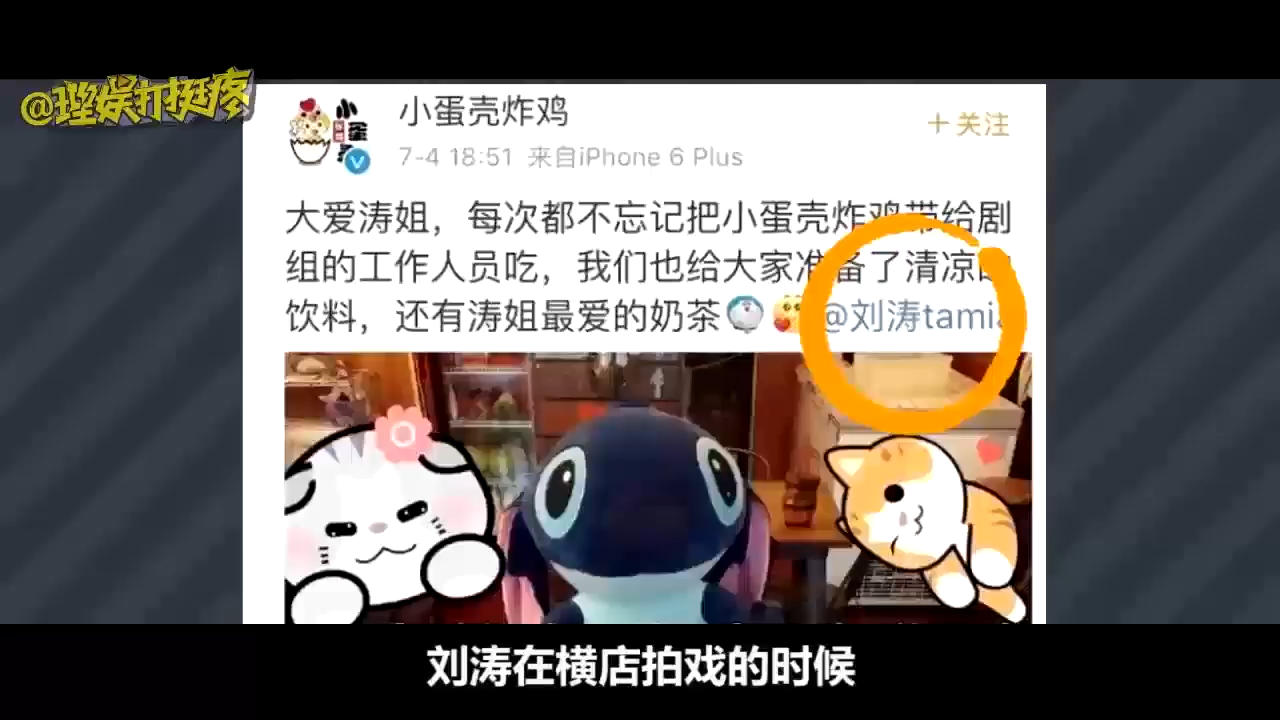 @理娱打挺疼
小蛋壳炸鸡
+关注
7-4 18:51 来自iPhone 6 Plus
大爱涛姐，每次都不忘记把小蛋壳炸鸡带给剧
组的工作人员吃，我们也给大家准备了清凉的
饮料，还有涛姐最爱的奶茶 @刘涛tamia
刘涛在横店拍戏的时候